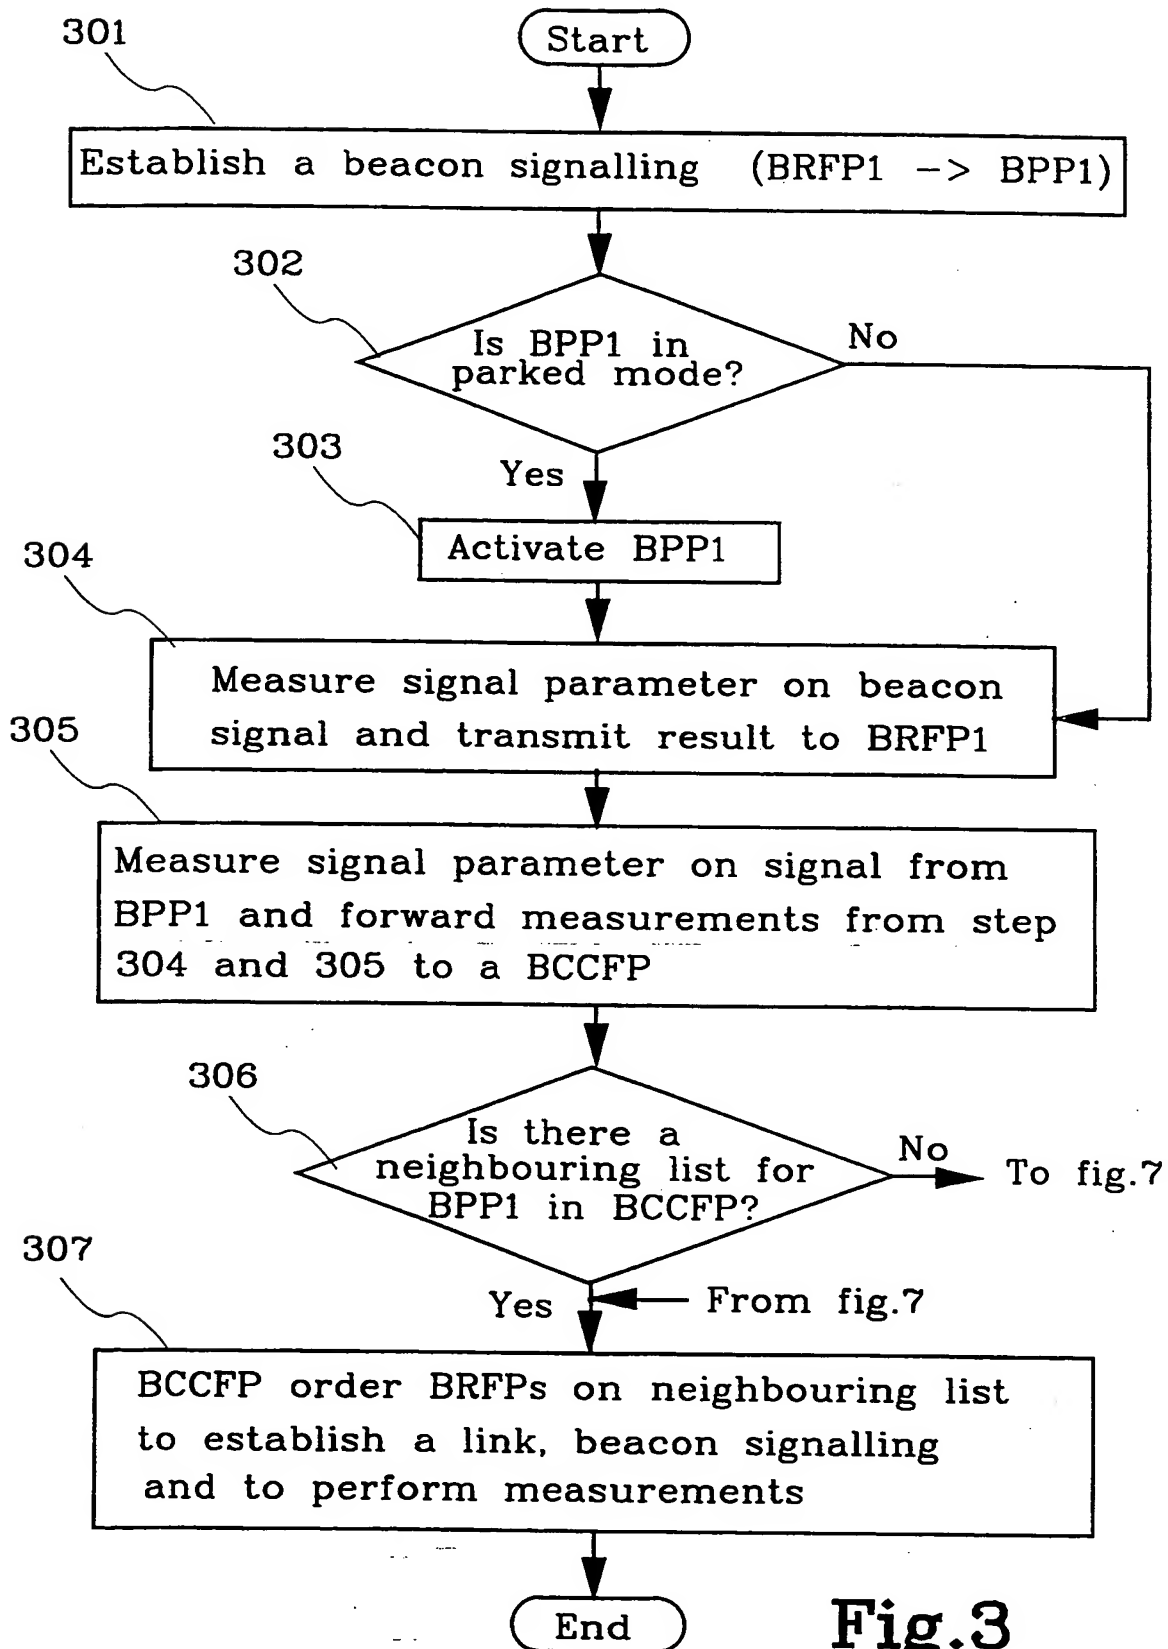 301
Start
Establish a beacon signalling (BRFP1 -> BPP1)
302
Is BPP1 in
parked mode?
No
303
Yes
Activate BPP1
304
Measure signal parameter on beacon
signal and transmit result to BRFP1
305
Measure signal parameter on signal from
BPP1 and forward measurements from step
304 and 305 to a BCCFP
306
Is there a
neighbouring list for
BPP1 in BCCFP?
No
To fig.7
307
Yes
From fig.7
BCCFP order BRFPs on neighbouring list
to establish a link, beacon signalling
and to perform measurements
End
Fig.3